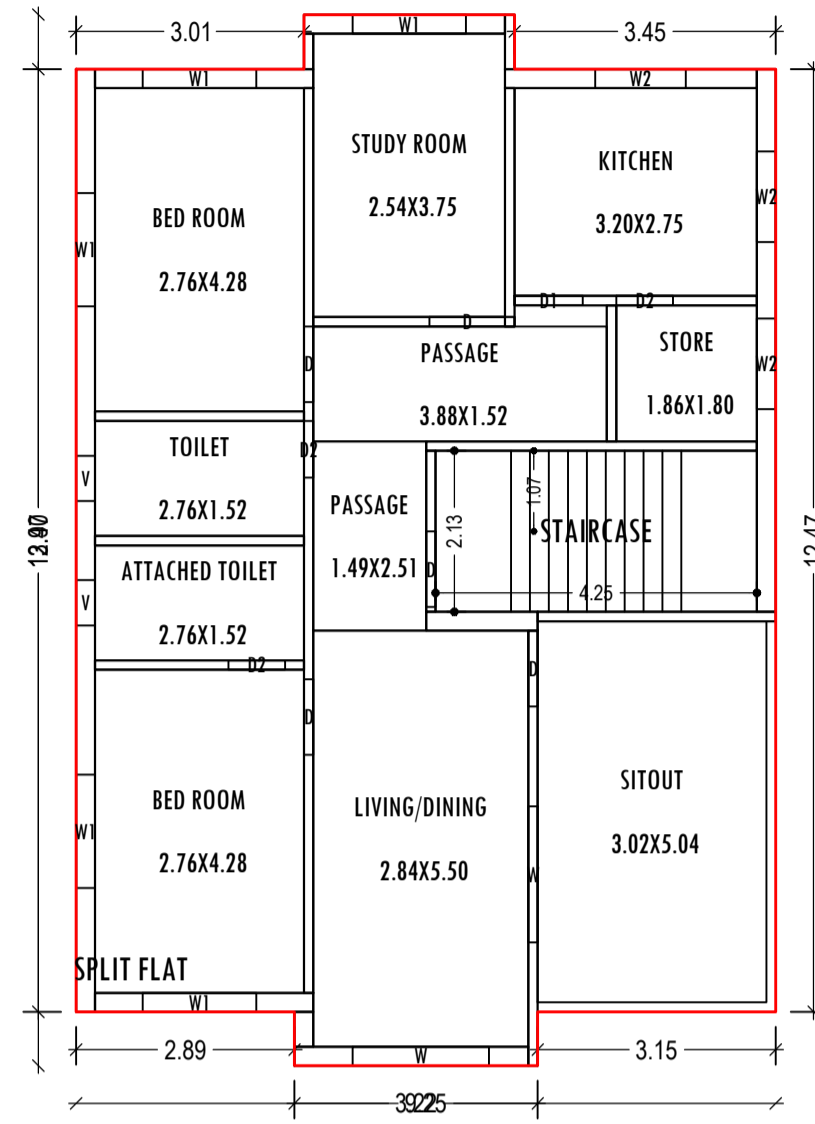 W1
3.01
3.45
W1
W2
STUDY ROOM
2.54X3.75
KITCHEN
3.20X2.75
BED ROOM
2.76X4.28
W1
W2
D1
D2
D
PASSAGE
3.88X1.52
STORE
1.86X1.80
D
W2
TOILET
2.76X1.52
D2
V
PASSAGE
1.49X2.51
2.13
1.07
STAIRCASE
12.47
ATTACHED TOILET
2.76X1.52
D
4.25
V
D2
D
D
BED ROOM
2.76X4.28
LIVING/DINING
2.84X5.50
SITOUT
3.02X5.04
W1
W
SPLIT FLAT
W1
W
2.89
3.15